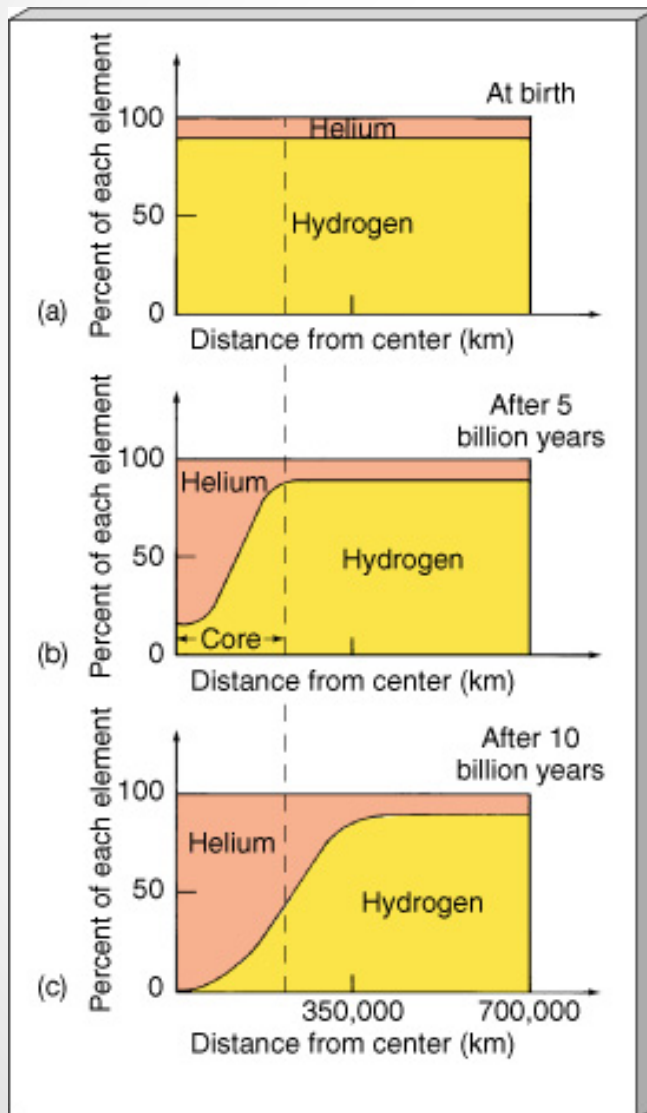 At birth
Percent of each element
100
50
0
Helium
Hydrogen
(a)
Distance from center (km)
After 5
billion years
Percent of each element
100
50
0
Helium
Hydrogen
Core
(b)
Distance from center (km)
After 10
billion years
Percent of each element
100
50
0
Helium
Hydrogen
(c)
350,000
700,000
Distance from center (km)